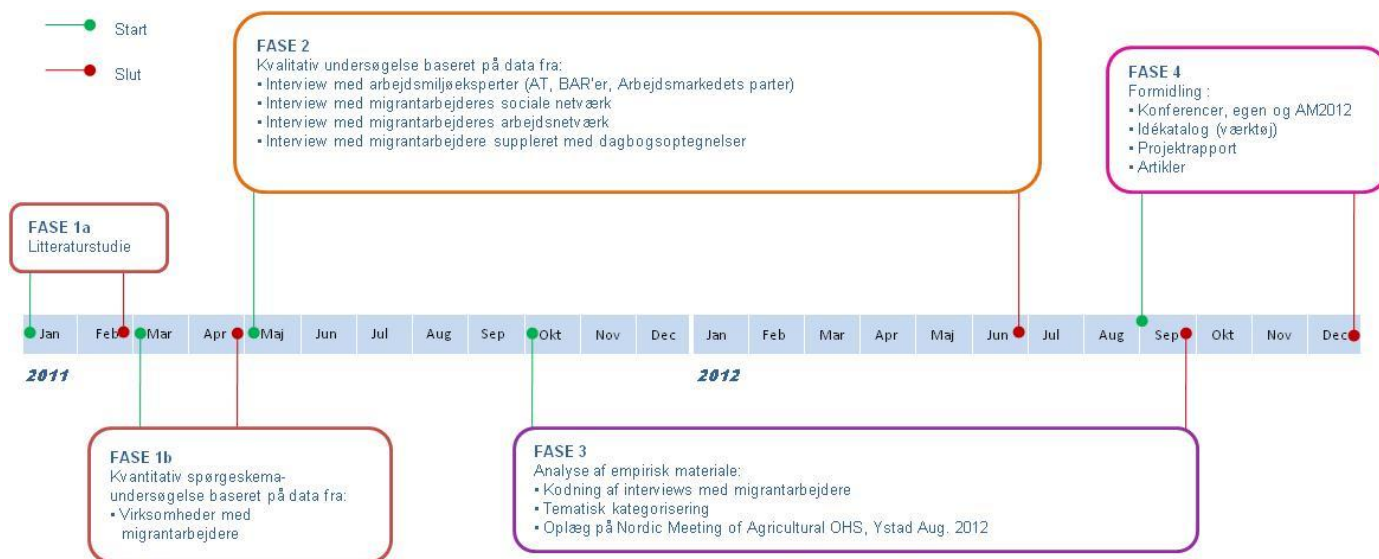 Start
Slut
FASE 2
Kvalitativ undersøgelse baseret på data fra:
▪ Interview med arbejdsmiljøeksperter (AT, BAR'er, Arbejdsmarkedets parter)
▪ Interview med migrantarbejderes sociale netværk
▪ Interview med migrantarbejderes arbejdsnetværk
▪ Interview med migrantarbejdere suppleret med dagbogsoptegnelser
FASE 4
Formidling :
▪ Konferencer, egen og AM2012
▪ Idékatalog (værktøj)
▪ Projektrapport
▪ Artikler
FASE 1a
Litteraturstudie
Jan Feb Mar Apr Maj Jun Jul Aug Sep Okt Nov Dec Jan Feb Mar Apr Maj Jun Jul Aug Sep Okt Nov Dec
2011 2012
FASE 1b
Kvantitativ spørgeskema-
undersøgelse baseret på data fra:
▪ Virksomheder med
migrantarbejdere
FASE 3
Analyse af empirisk materiale:
▪ Kodning af interviews med migrantarbejdere
▪ Tematisk kategorisering
▪ Oplæg på Nordic Meeting of Agricultural OHS, Ystad Aug. 2012